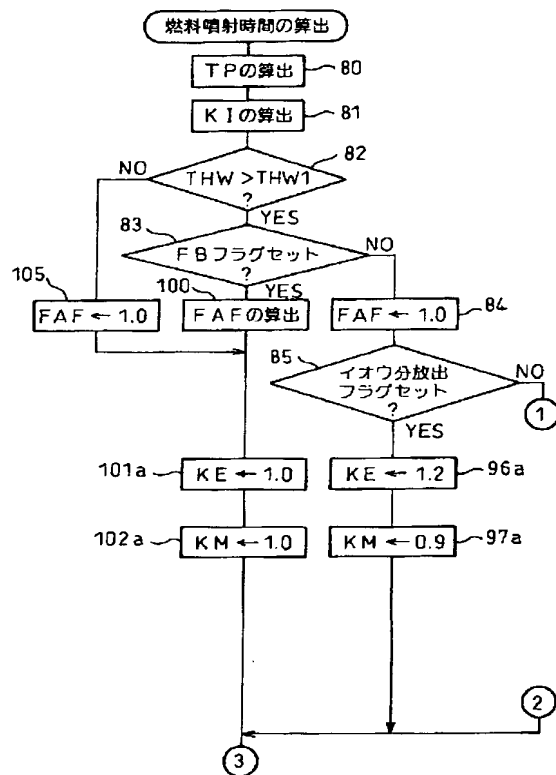 燃料噴射時間の算出
TPの算出
80
KIの算出
81
82
NO
THW>THW1
?
YES
83
FBフラグセット
?
NO
YES
105
FAF←1.0
100
FAFの算出
FAF←1.0
84
85
イオウ分放出
フラグセット
?
NO
1
YES
101a
KE←1.0
KE←1.2
96a
102a
KM←1.0
KM←0.9
97a
2
3